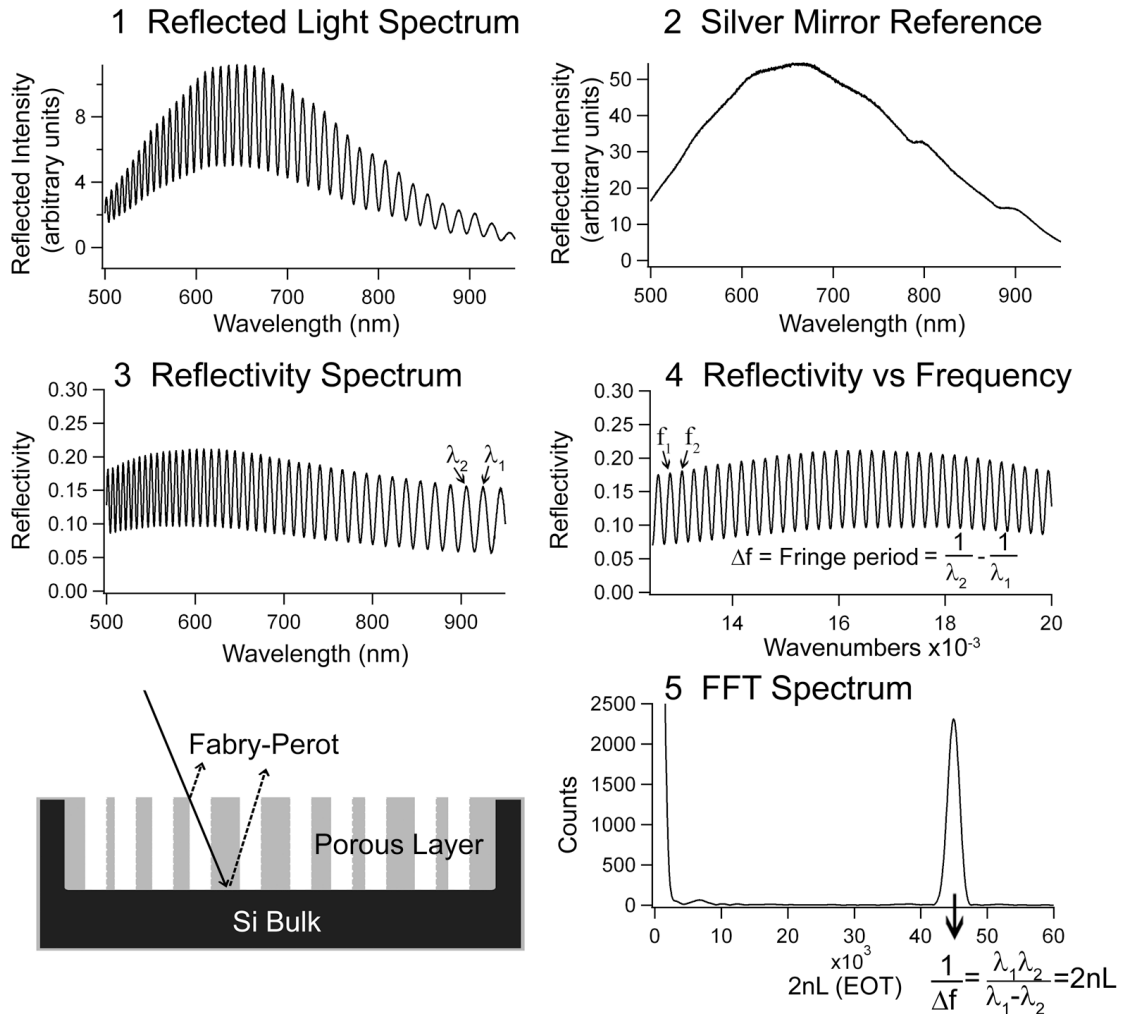 1 Reflected Light Spectrum
Reflected Intensity
(arbitrary units)
8
4
0
500 600 700 800 900
Wavelength (nm)
2 Silver Mirror Reference
Reflected Intensity
(arbitrary units)
50
40
30
20
10
0
500 600 700 800 900
Wavelength (nm)
3 Reflectivity Spectrum
Reflectivity
0.30
0.25
0.20
0.15
0.10
0.05
0.00
λ₂ λ₁
500 600 700 800 900
Wavelength (nm)
4 Reflectivity vs Frequency
Reflectivity
0.30
0.25
0.20
0.15
0.10
0.05
0.00
f₁ f₂
Δf = Fringe period = 1/λ₂ - 1/λ₁
14 16 18 20
Wavenumbers x10⁻³
Fabry-Perot
Porous Layer
Si Bulk
5 FFT Spectrum
Counts
2500
2000
1500
1000
500
0
0 10 20 30 40 50 60
x10³
2nL (EOT)
1/Δf = λ₁λ₂/λ₁-λ₂ =2nL